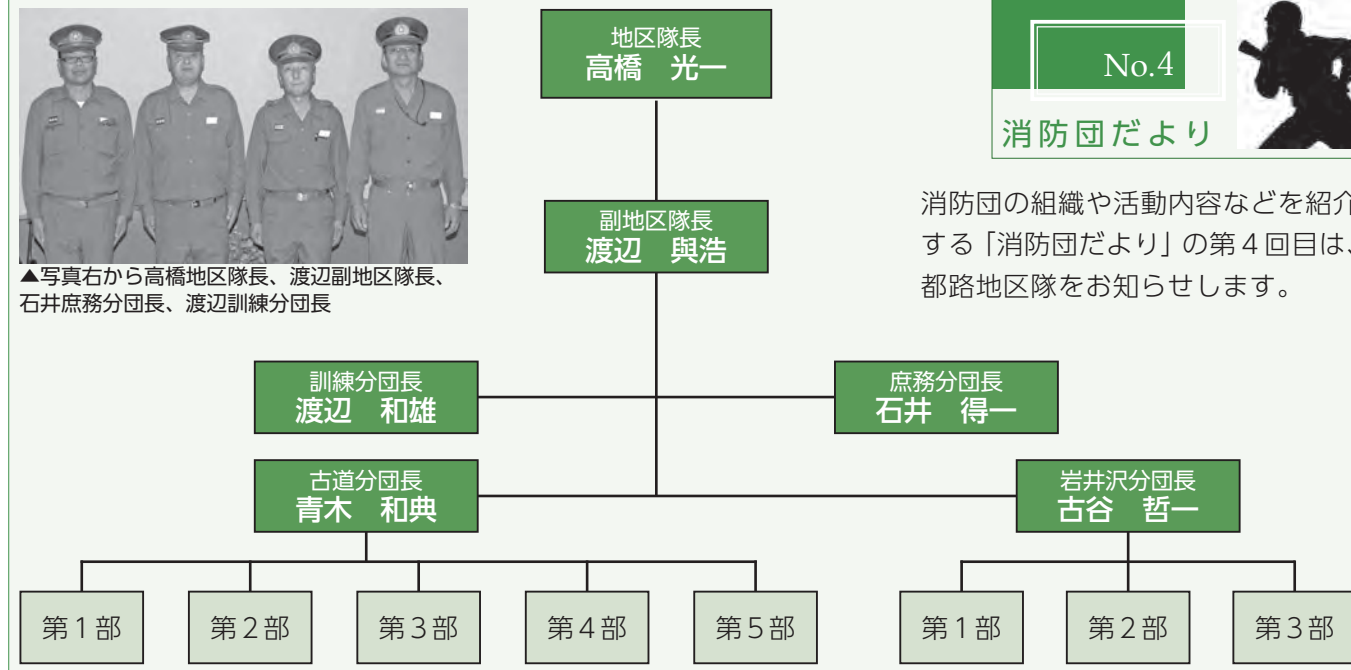 No.4
消防団だより
消防団の組織や活動内容などを紹介
する「消防団だより」の第4回目は、
都路地区隊をお知らせします。
▲写真右から高橋地区隊長、渡辺副地区隊長、
石井庶務分団長、渡辺訓練分団長
地区隊長
高橋　光一
副地区隊長
渡辺　與浩
訓練分団長
渡辺　和雄
庶務分団長
石井　得一
古道分団長
青木　和典
岩井沢分団長
古谷　哲一
第1部
第2部
第3部
第4部
第5部
第1部
第2部
第3部